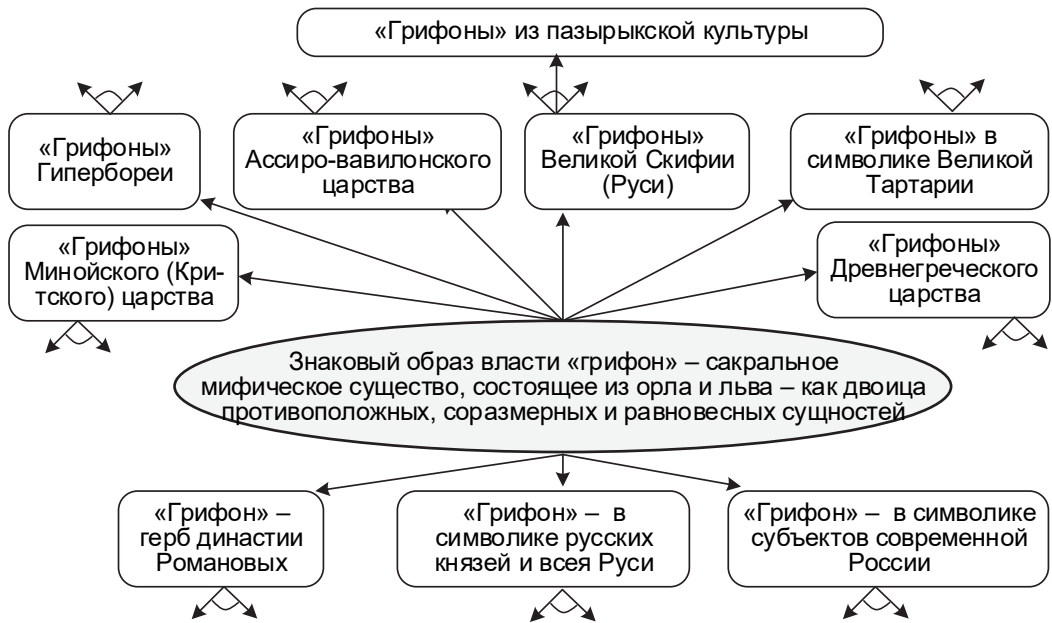 «Грифоны» из пазырыкской культуры
«Грифоны»
Гипербореи
«Грифоны»
Ассиро-вавилонского
царства
«Грифоны»
Великой Скифии
(Руси)
«Грифоны» в
символике Великой
Тартарии
«Грифоны»
Минойского (Кри-
тского) царства
«Грифоны»
Древнегреческого
царства
Знаковый образ власти «грифон» – сакральное
мифическое существо, состоящее из орла и льва – как двоица
противоположных, соразмерных и равновесных сущностей
«Грифон» –
герб династии
Романовых
«Грифон» – в
символике русских
князей и всея Руси
«Грифон» – в символике
субъектов современной
России